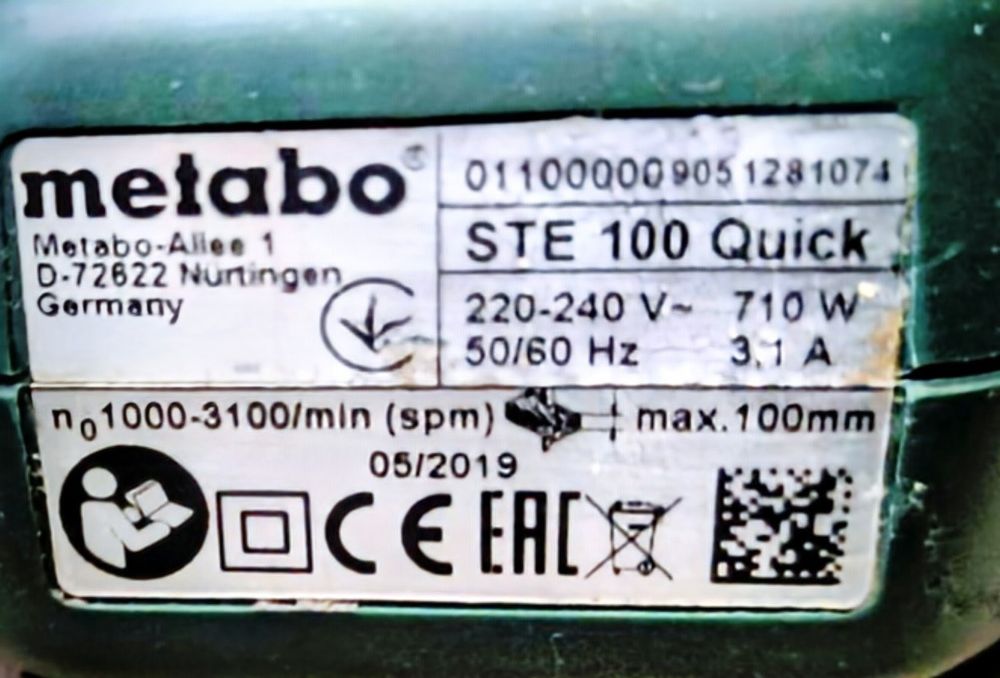 metabo®
Metabo-Allee 1
D-72622 Nürtingen
Germany
01100000905 1281074
STE 100 Quick
220-240 V~ 710 W
50/60 Hz 3,1 A
n0 1000-3100/min (spm) max.100mm
05/2019
CE EAC